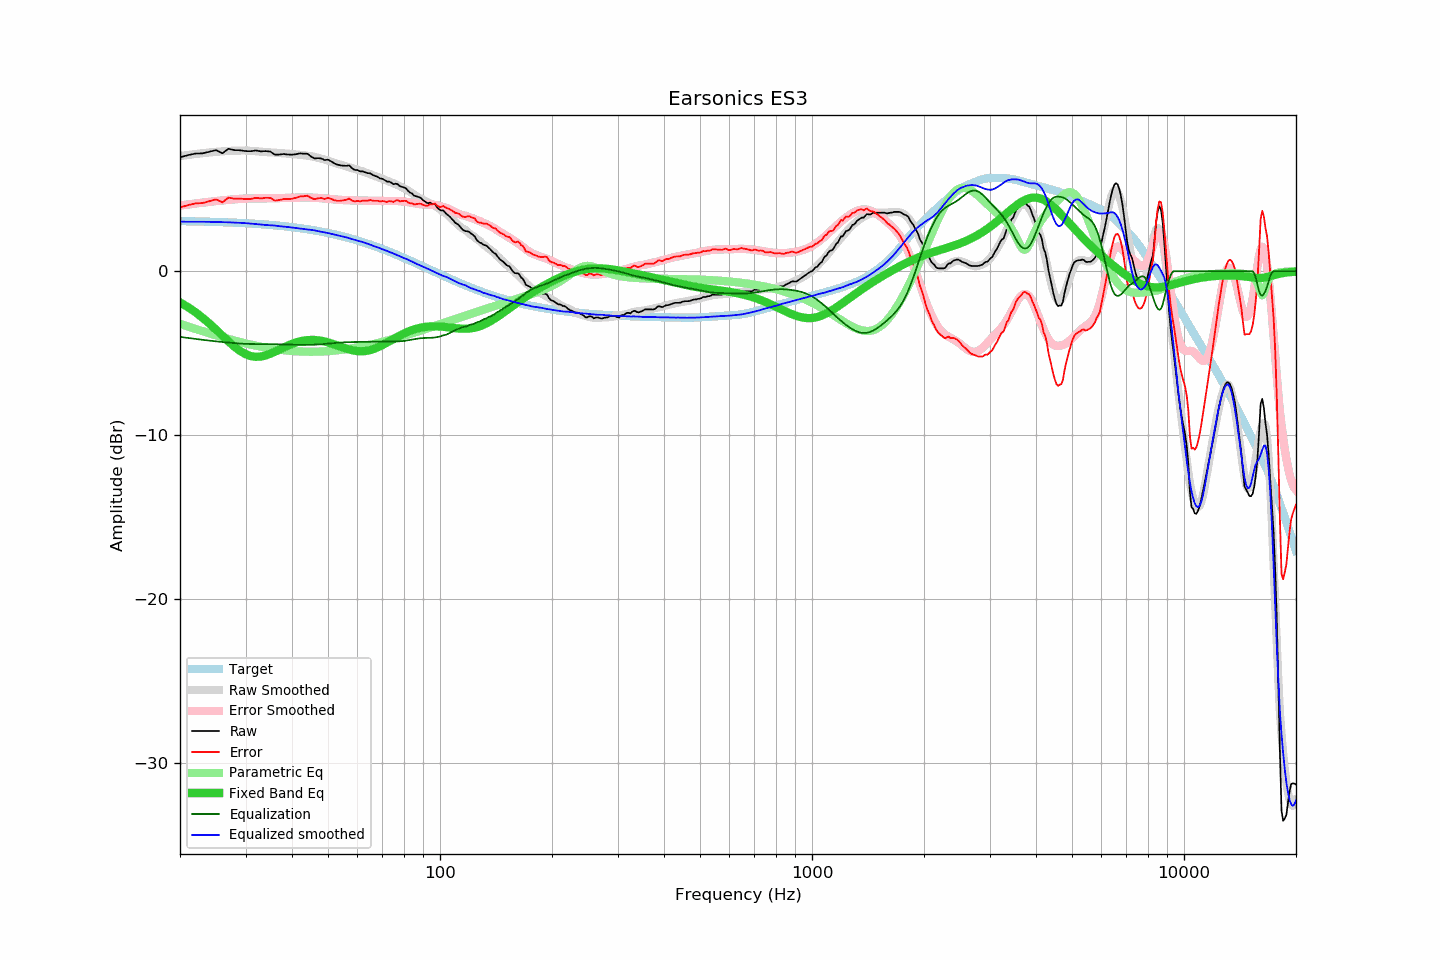 Earsonics ES3
Amplitude (dBr)
0
−10
−20
−30
Target
Raw Smoothed
Error Smoothed
Raw
Error
Parametric Eq
Fixed Band Eq
Equalization
Equalized smoothed
100
1000
10000
Frequency (Hz)